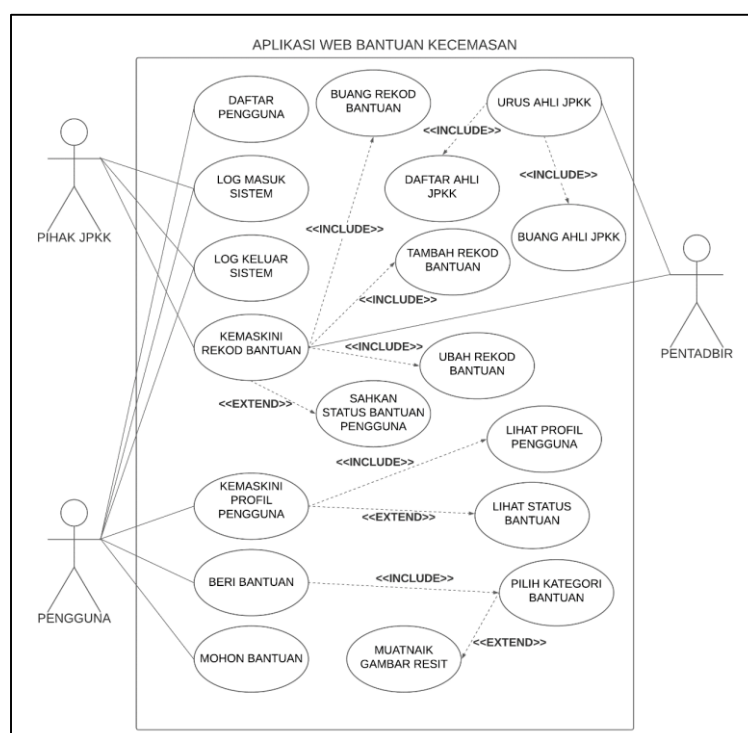 APLIKASI WEB BANTUAN KECEMASAN
DAFTAR
PENGGUNA
BUANG REKOD
BANTUAN
URUS AHLI JPKK
<<INCLUDE>>
DAFTAR AHLI
JPKK
<<INCLUDE>>
LOG MASUK
SISTEM
PIHAK JPKK
BUANG AHLI JPKK
<<INCLUDE>>
LOG KELUAR
SISTEM
TAMBAH REKOD
BANTUAN
<<INCLUDE>>
KEMASKINI
REKOD BANTUAN
<<INCLUDE>>
UBAH REKOD
BANTUAN
PENTADBIR
<<EXTEND>>
SAHKAN
STATUS BANTUAN
PENGGUNA
LIHAT PROFIL
PENGGUNA
<<INCLUDE>>
KEMASKINI
PROFIL
PENGGUNA
<<EXTEND>>
LIHAT STATUS
BANTUAN
BERI BANTUAN
<<INCLUDE>>
PILIH KATEGORI
BANTUAN
PENGGUNA
<<EXTEND>>
MOHON BANTUAN
MUATNAIK
GAMBAR RESIT